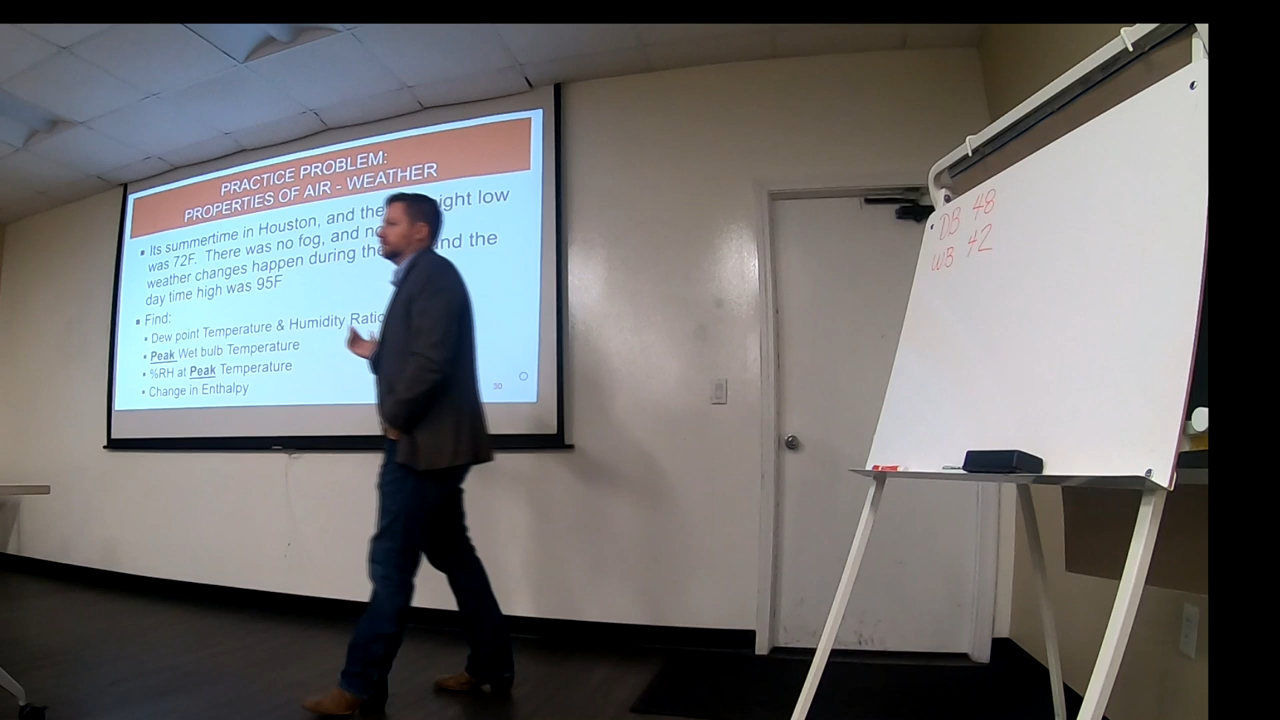 PRACTICE PROBLEM:
PROPERTIES OF AIR - WEATHER
▪ Its summertime in Houston, and the ight low
was 72F. There was no fog, and no
weather changes happen during the nd the
day time high was 95F
▪ Find:
• Dew point Temperature & Humidity Ratio
• Peak Wet bulb Temperature
• %RH at Peak Temperature
• Change in Enthalpy
30
DB 48
WB 42